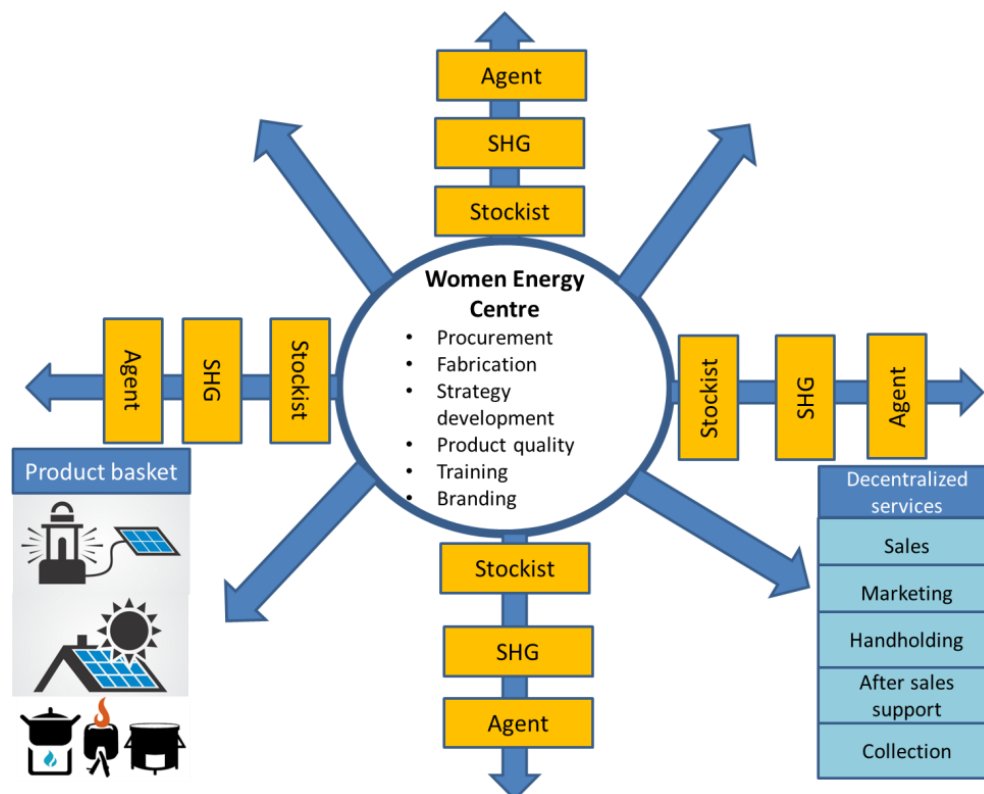 Agent
SHG
Stockist
Women Energy
Centre
• Procurement
• Fabrication
• Strategy
development
• Product quality
• Training
• Branding
Agent
SHG
Stockist
Stockist
SHG
Agent
Stockist
SHG
Agent
Product basket
Decentralized
services
Sales
Marketing
Handholding
After sales
support
Collection